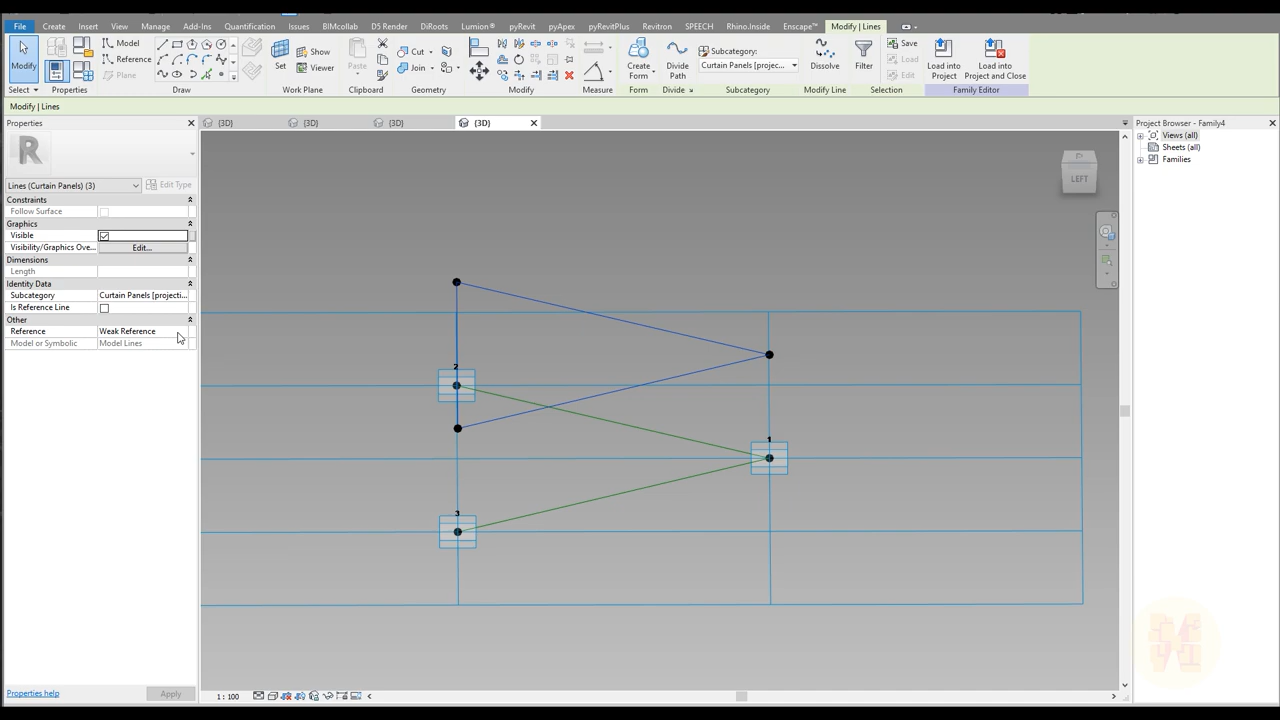 File Create Insert View Manage Add-Ins Quantification Issues BIMcollab D5 Render DiRoots Lumion® pyRevit pyApex pyRevitPlus Revitron SPEECH Rhino.Inside Enscape™ Modify | Lines
Modify
Model
Reference
Plane
Set
Show
Viewer
Paste
Cut
Join
Create
Form
Divide
Path
Subcategory:
Curtain Panels [projec...
Dissolve
Filter
Save
Load
Edit
Load into
Project
Load into
Project and Close
Select Properties Draw Work Plane Clipboard Geometry Modify Measure Form Divide Subcategory Modify Line Selection Family Editor
Modify | Lines
Properties
{3D} {3D} {3D} {3D}
Project Browser - Family4
Views (all)
Sheets (all)
Families
R
Lines (Curtain Panels) (3) Edit Type
Constraints
Follow Surface
Graphics
Visible
Visibility/Graphics Ove... Edit...
Dimensions
Length
Identity Data
Subcategory Curtain Panels [projecti...
Is Reference Line
Other
Reference Weak Reference
Model or Symbolic Model Lines
LEFT
2
1
3
Properties help Apply
1 : 100